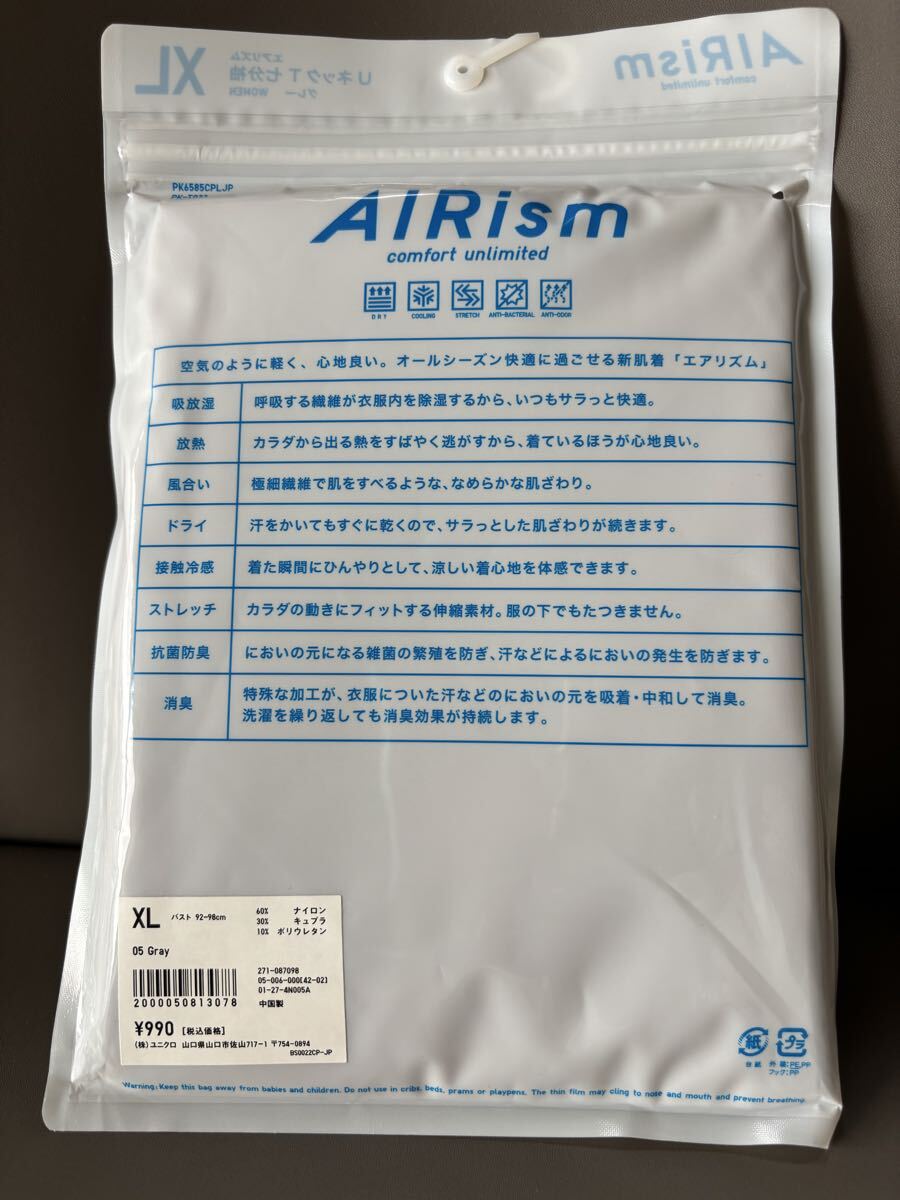 XL
エアリズム
UネックT 七分袖
グレー WOMEN
AIRism
comfort unlimited
PK6585CPLJP
AIRism
comfort unlimited
DRY COOLING STRETCH ANTI-BACTERIAL ANTI-ODOR
空気のように軽く、心地良い。オールシーズン快適に過ごせる新肌着「エアリズム」
吸放湿 呼吸する繊維が衣服内を除湿するから、いつもサラっと快適。
放熱 カラダから出る熱をすばやく逃がすから、着ているほうが心地良い。
風合い 極細繊維で肌をすべるような、なめらかな肌ざわり。
ドライ 汗をかいてもすぐに乾くので、サラっとした肌ざわりが続きます。
接触冷感 着た瞬間にひんやりとして、涼しい着心地を体感できます。
ストレッチ カラダの動きにフィットする伸縮素材。服の下でもたつきません。
抗菌防臭 においの元になる雑菌の繁殖を防ぎ、汗などによるにおいの発生を防ぎます。
消臭 特殊な加工が、衣服についた汗などのにおいの元を吸着・中和して消臭。
洗濯を繰り返しても消臭効果が持続します。
XL バスト 92-98cm
60% ナイロン
30% キュプラ
10% ポリウレタン
05 Gray
271-087098
05-006-000[42-02]
01-27-4N005A
2000050813078
中国製
¥990 [税込価格]
(株)ユニクロ 山口県山口市佐山717-1 〒754-0894
BS0022CP-JP
紙 プラ
台紙 外袋:PE,PP
フック:PP
Warning: Keep this bag away from babies and children. Do not use in cribs, beds, prams or playpens. The thin film may cling to nose and mouth and prevent breathing.